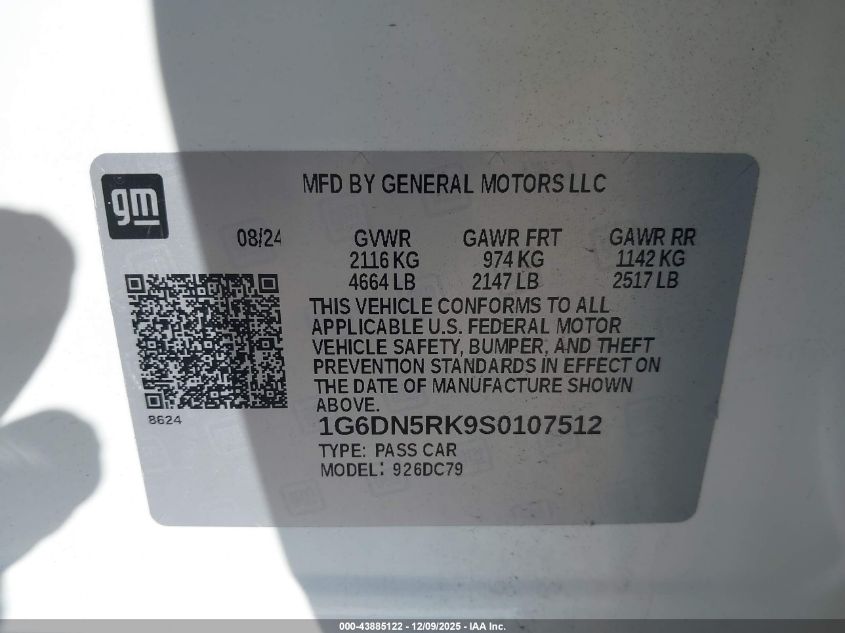 gm
MFD BY GENERAL MOTORS LLC
08/24
GVWR GAWR FRT GAWR RR
2116 KG 974 KG 1142 KG
4664 LB 2147 LB 2517 LB
THIS VEHICLE CONFORMS TO ALL
APPLICABLE U.S. FEDERAL MOTOR
VEHICLE SAFETY, BUMPER, AND THEFT
PREVENTION STANDARDS IN EFFECT ON
THE DATE OF MANUFACTURE SHOWN
ABOVE.
8624
1G6DN5RK9S0107512
TYPE: PASS CAR
MODEL: 926DC79
000-43885122 - 12/09/2025 - IAA Inc.